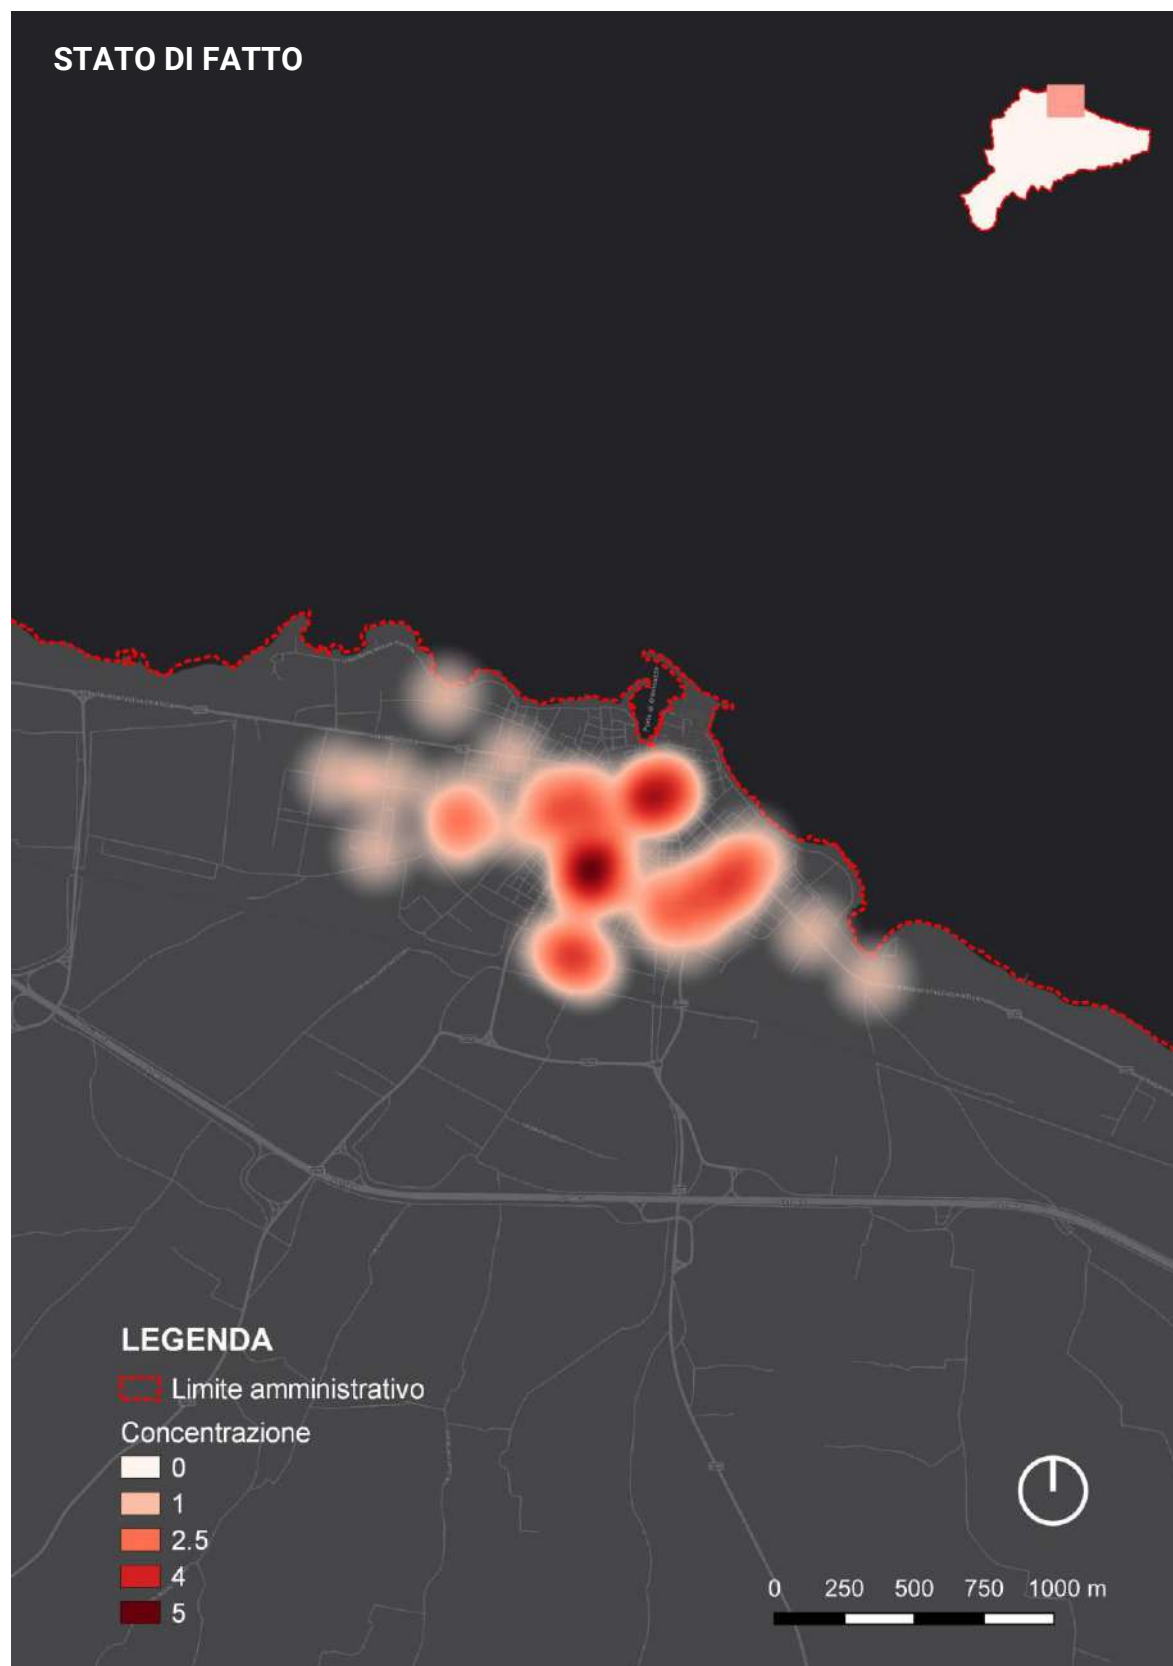 STATO DI FATTO
LEGENDA
Limite amministrativo
Concentrazione
0
1
2.5
4
5
0 250 500 750 1000 m